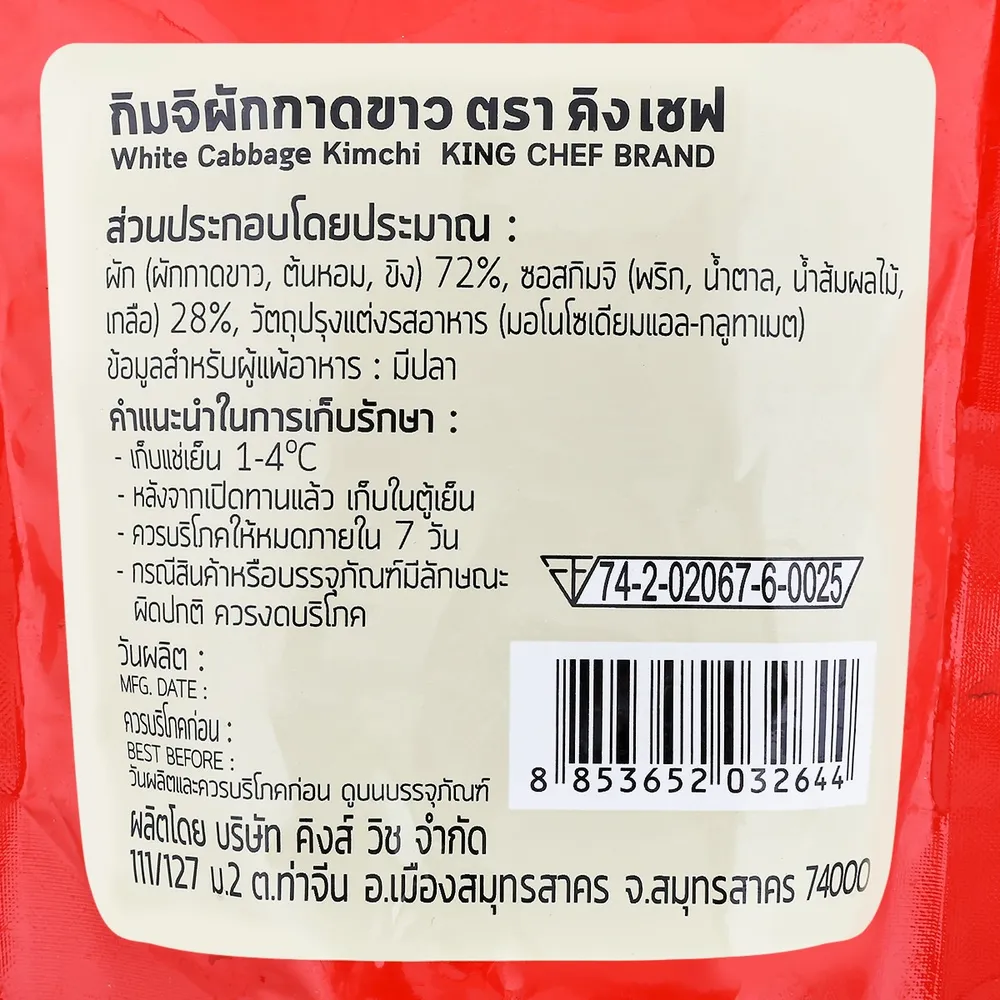 กิมจิผักกาดขาว ตรา คิงเชฟ
White Cabbage Kimchi KING CHEF BRAND
ส่วนประกอบโดยประมาณ :
ผัก (ผักกาดขาว, ต้นหอม, ขิง) 72%, ซอสกิมจิ (พริก, น้ำตาล, น้ำส้มผลไม้,
เกลือ) 28%, วัตถุปรุงแต่งรสอาหาร (มอโนโซเดียมแอล-กลูทาเมต)
ข้อมูลสำหรับผู้แพ้อาหาร : มีปลา
คำแนะนำในการเก็บรักษา :
- เก็บแช่เย็น 1-4°C
- หลังจากเปิดทานแล้ว เก็บในตู้เย็น
- ควรบริโภคให้หมดภายใน 7 วัน
- กรณีสินค้าหรือบรรจุภัณฑ์มีลักษณะ
ผิดปกติ ควรงดบริโภค
74-2-02067-6-0025
วันผลิต :
MFG. DATE :
ควรบริโภคก่อน :
BEST BEFORE :
วันผลิตและควรบริโภคก่อน ดูบนบรรจุภัณฑ์
8 853652 032644
ผลิตโดย บริษัท คิงส์ วิช จำกัด
111/127 ม.2 ต.ท่าจีน อ.เมืองสมุทรสาคร จ.สมุทรสาคร 74000